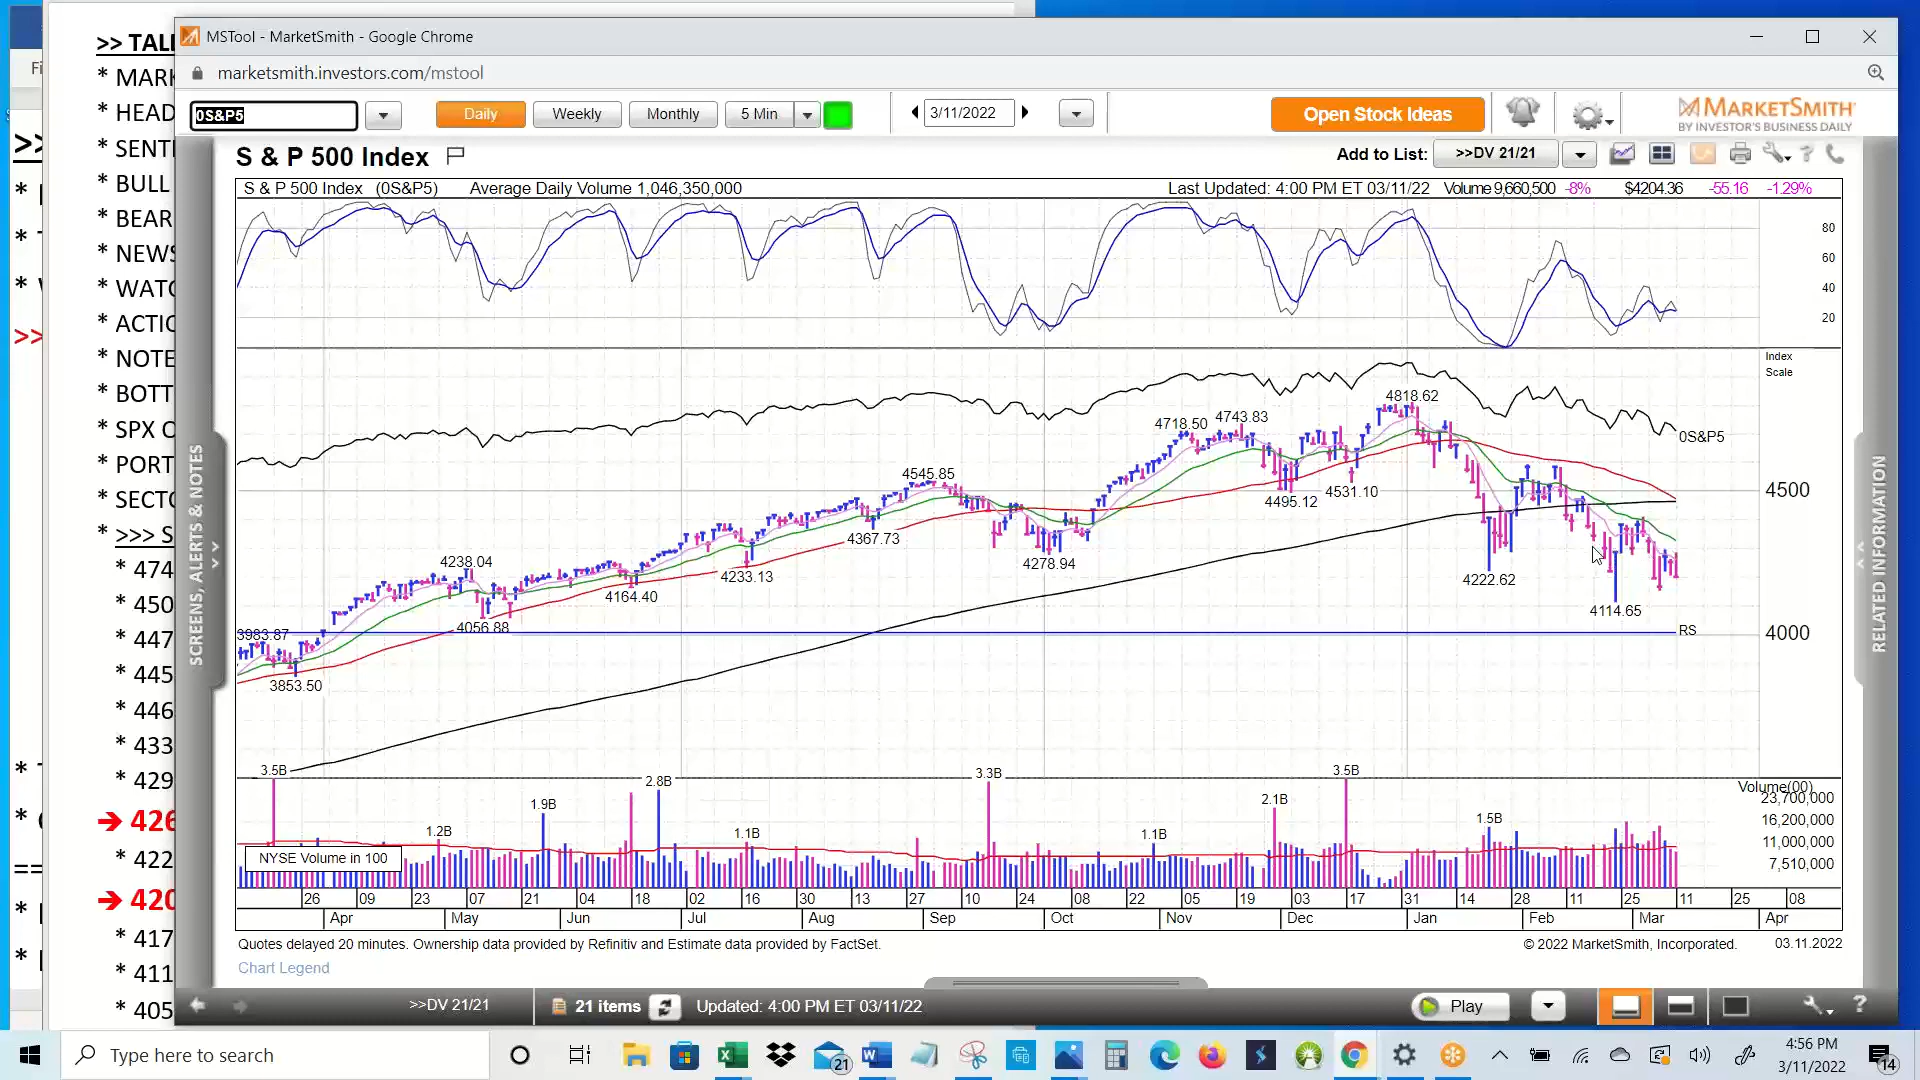 >> TAL
* MARK
* HEAD
* SENTI
* BULL
* BEAR
* NEWS
* WATC
* ACTIO
* NOTE
* BOTT
* SPX O
* PORT
* SECTO
* >>> S
* 474
* 450
* 447
* 445
* 446
* 433
* 429
➔ 426
* 422
➔ 420
* 417
* 411
* 405
MSTool - MarketSmith - Google Chrome
marketsmith.investors.com/mstool
0S&P5
Daily
Weekly
Monthly
5 Min
3/11/2022
Open Stock Ideas
MARKETSMITH
BY INVESTOR'S BUSINESS DAILY
S & P 500 Index
Add to List:
>>DV 21/21
S & P 500 Index (0S&P5) Average Daily Volume 1,046,350,000
Last Updated: 4:00 PM ET 03/11/22 Volume 9,660,500 -8% $4204.36 -55.16 -1.29%
80
60
40
20
Index
Scale
4818.62
4718.50 4743.83
0S&P5
4545.85
4495.12
4531.10
4500
4367.73
4278.94
4238.04
4233.13
4222.62
4164.40
4114.65
4056.88
3983.87
RS
4000
3853.50
3.5B
2.8B
3.3B
3.5B
1.9B
2.1B
1.2B
1.1B
1.1B
1.5B
Volume(00)
23,700,000
16,200,000
11,000,000
7,510,000
NYSE Volume in 100
26 09 23 07 21 04 18 02 16 30 13 27 10 24 08 22 05 19 03 17 31 14 28 11 25 11 25 08
Apr May Jun Jul Aug Sep Oct Nov Dec Jan Feb Mar Apr
Quotes delayed 20 minutes. Ownership data provided by Refinitiv and Estimate data provided by FactSet.
© 2022 MarketSmith, Incorporated.
03.11.2022
Chart Legend
SCREENS, ALERTS & NOTES
RELATED INFORMATION
>>DV 21/21
21 items
Updated: 4:00 PM ET 03/11/22
Play
Type here to search
21
4:56 PM
3/11/2022
14